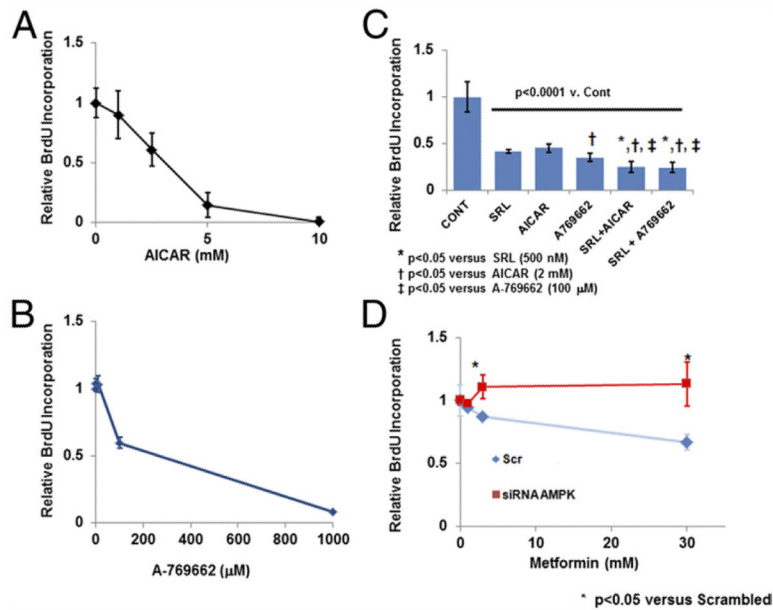 A
Relative BrdU Incorporation
1.5
1
0.5
0
0
5
10
AICAR (mM)
C
Relative BrdU Incorporation
1.5
1
0.5
0
p<0.0001 v. Cont
†
*,†, ‡
*,†, ‡
CONT
SRL
AICAR
A769662
SRL+AICAR
SRL + A769662
* p<0.05 versus SRL (500 nM)
† p<0.05 versus AICAR (2 mM)
‡ p<0.05 versus A-769662 (100 µM)
B
Relative BrdU Incorporation
1.5
1
0.5
0
0
200
400
600
800
1000
A-769662 (µM)
D
Relative BrdU Incorporation
1.5
1
0.5
0
*
*
Scr
siRNAAMPK
0
10
20
30
Metformin (mM)
* p<0.05 versus Scrambled